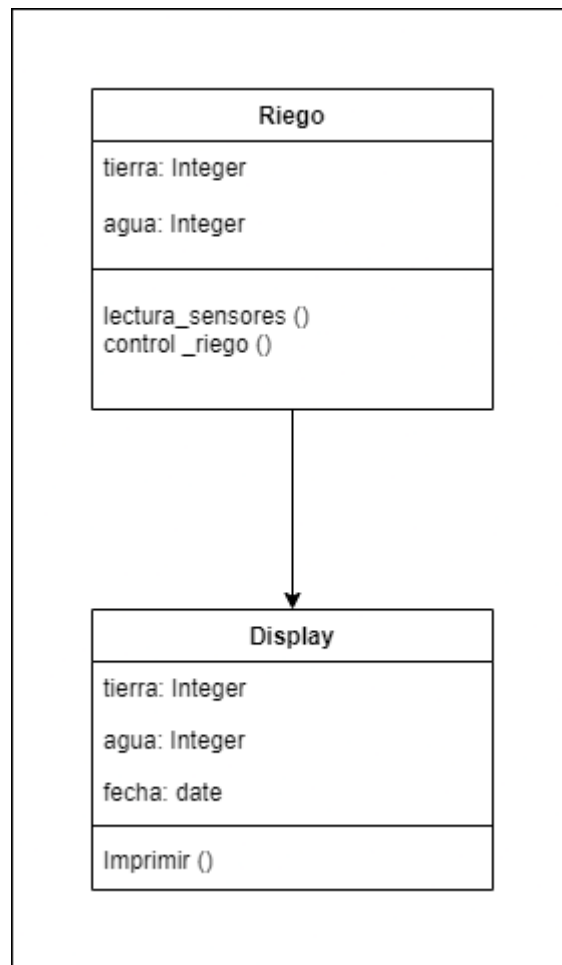 Riego
tierra: Integer
agua: Integer
lectura_sensores ()
control _riego ()
Display
tierra: Integer
agua: Integer
fecha: date
Imprimir ()